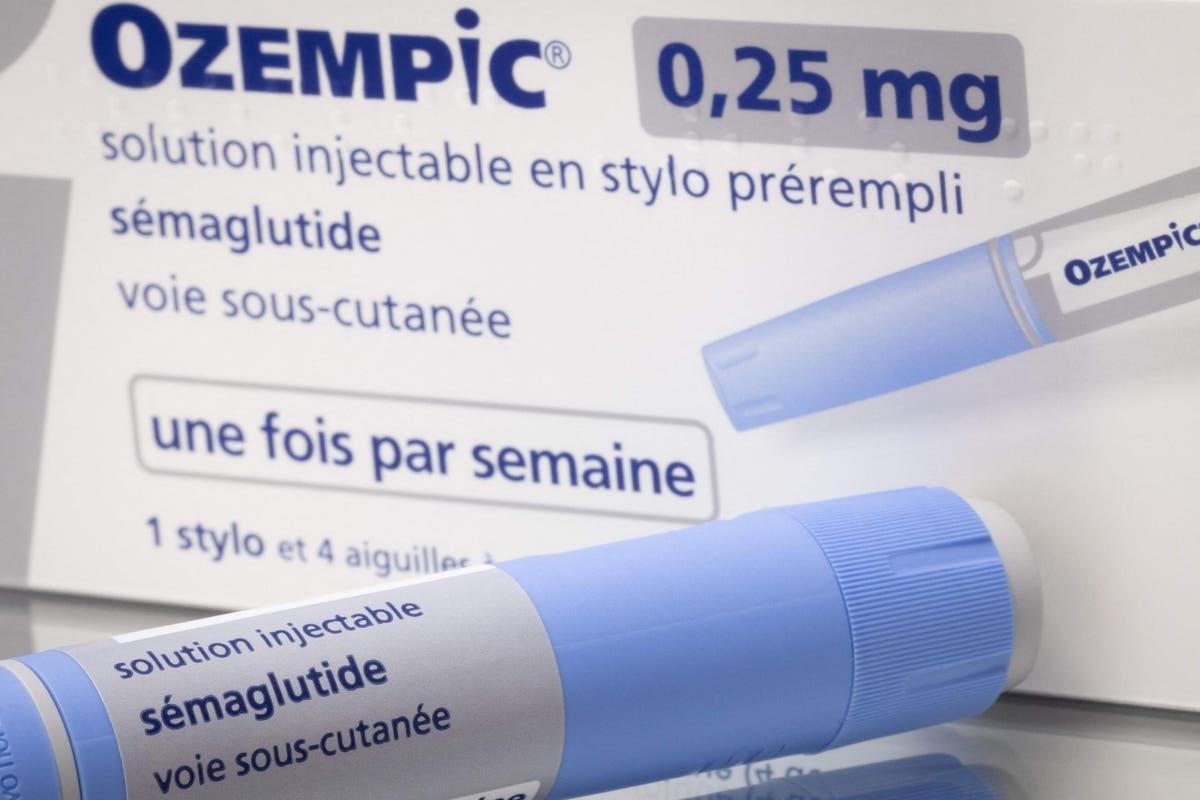 OZEMPIC® 0,25 mg
solution injectable en stylo prérempli
sémaglutide
voie sous-cutanée
une fois par semaine
1 stylo et 4 aiguilles
OZEMPIC
solution injectable
sémaglutide
voie sous-cutanée